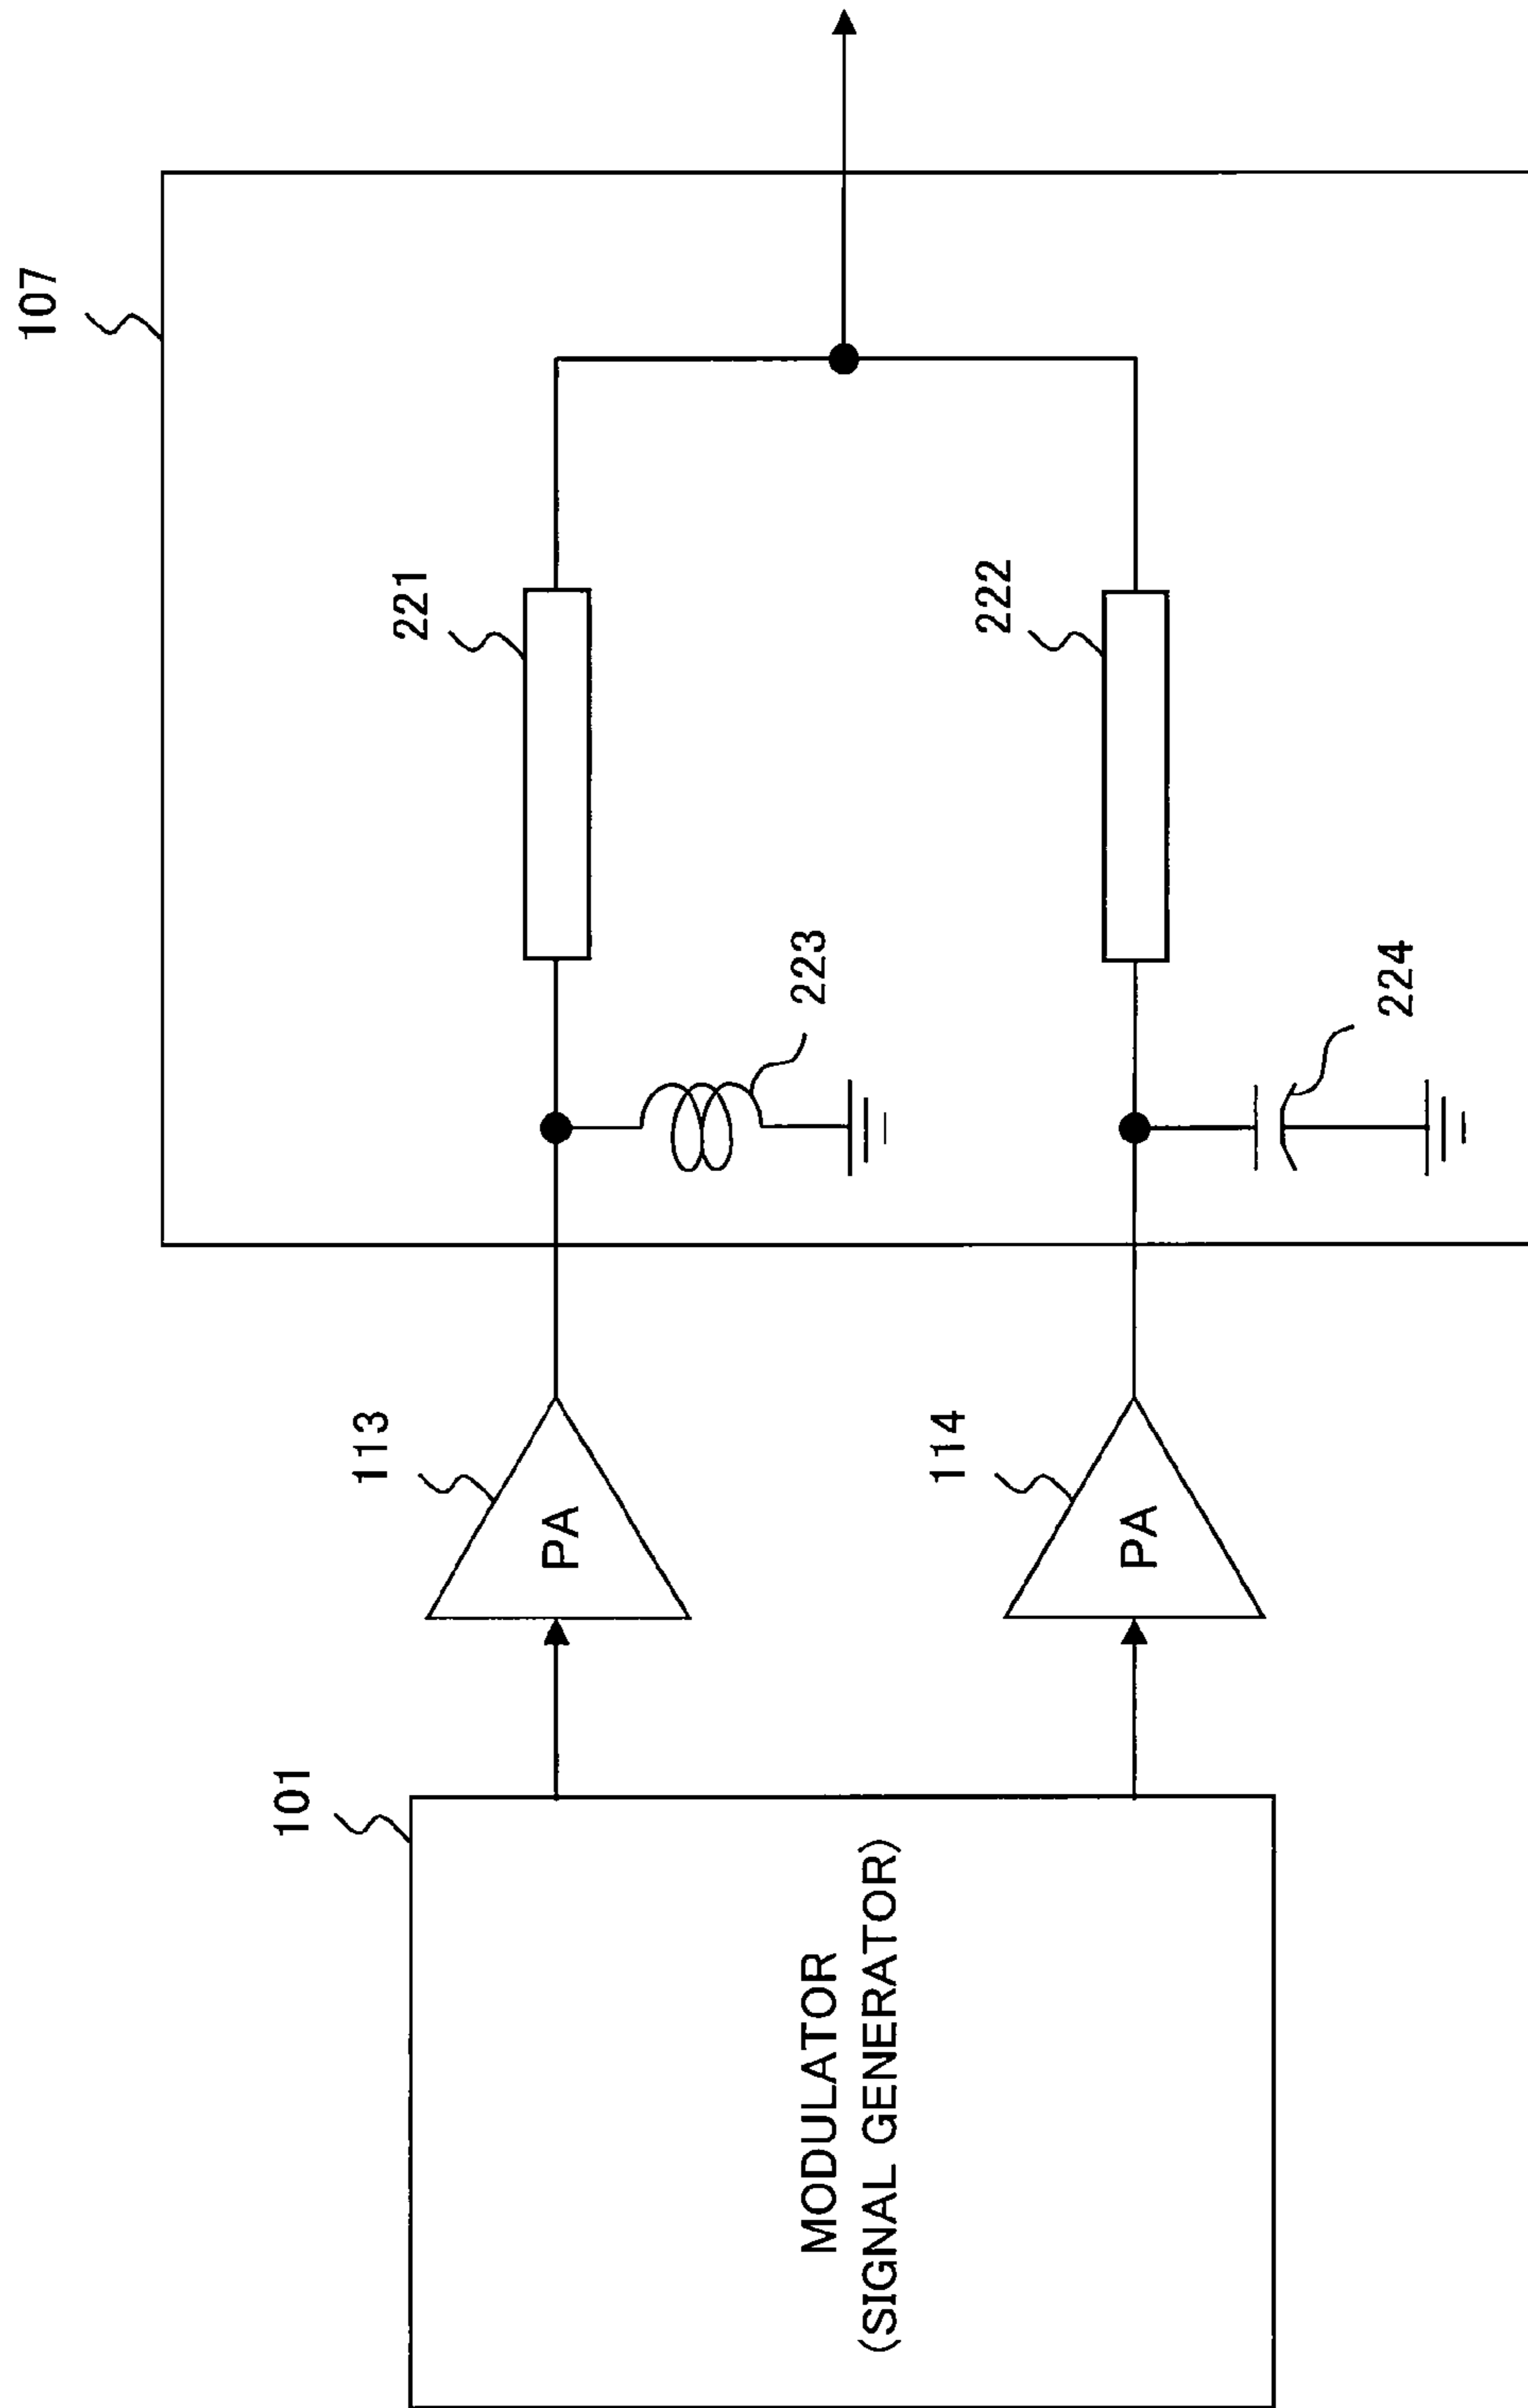 107
221
222
223
224
113
PA
114
PA
101
MODULATOR
(SIGNAL GENERATOR)